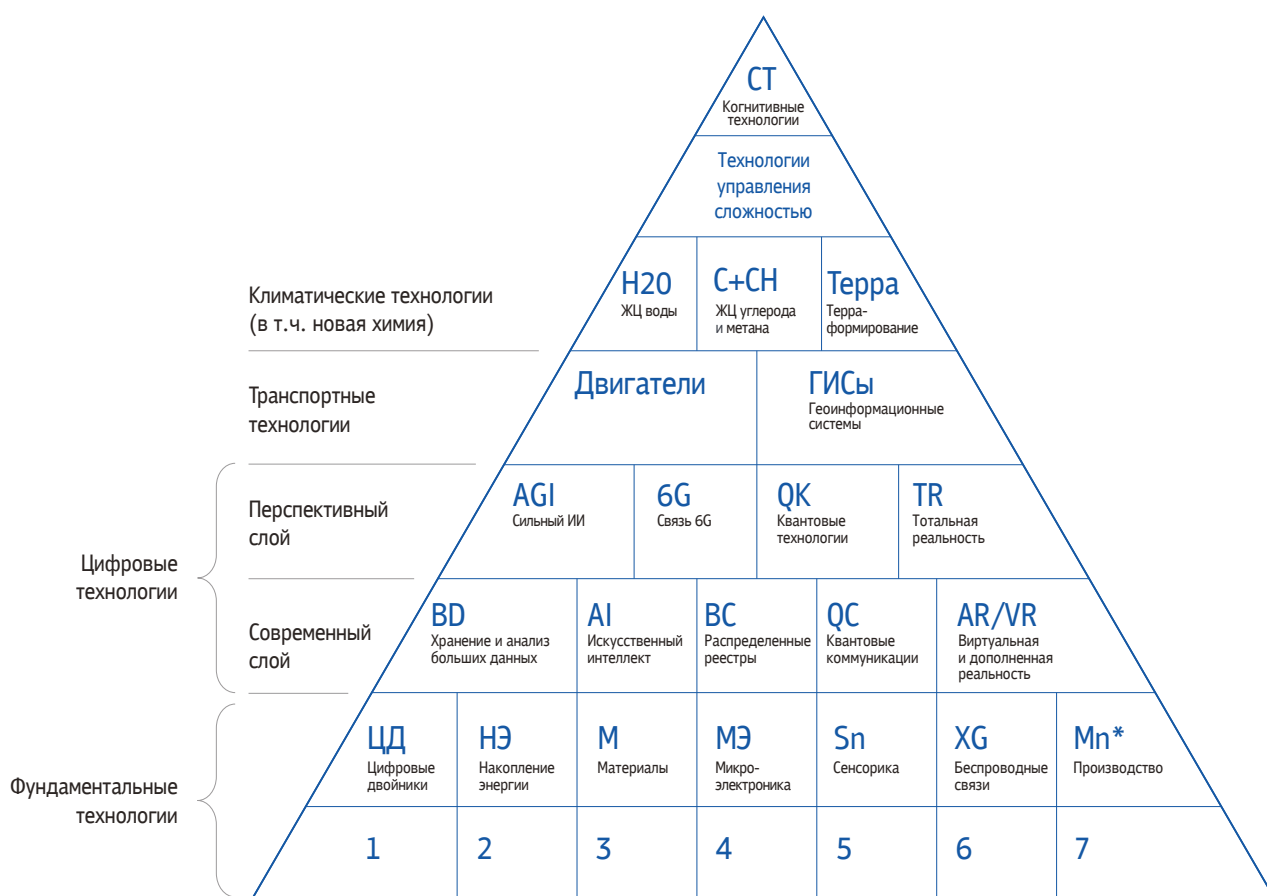 CT
Когнитивные
технологии
Технологии
управления
сложностью
Климатические технологии
(в т.ч. новая химия)
H20
ЖЦ воды
C+CH
ЖЦ углерода
и метана
Терра
Терра-
формирование
Транспортные
технологии
Двигатели
ГИСы
Геоинформационные
системы
Цифровые
технологии
Перспективный
слой
AGI
Сильный ИИ
6G
Связь 6G
QK
Квантовые
технологии
TR
Тотальная
реальность
Современный
слой
BD
Хранение и анализ
больших данных
AI
Искусственный
интеллект
BC
Распределенные
реестры
QC
Квантовые
коммуникации
AR/VR
Виртуальная
и дополненная
реальность
Фундаментальные
технологии
ЦД
Цифровые
двойники
НЭ
Накопление
энергии
М
Материалы
МЭ
Микро-
электроника
Sn
Сенсорика
XG
Беспроводные
связи
Mn*
Производство
1
2
3
4
5
6
7